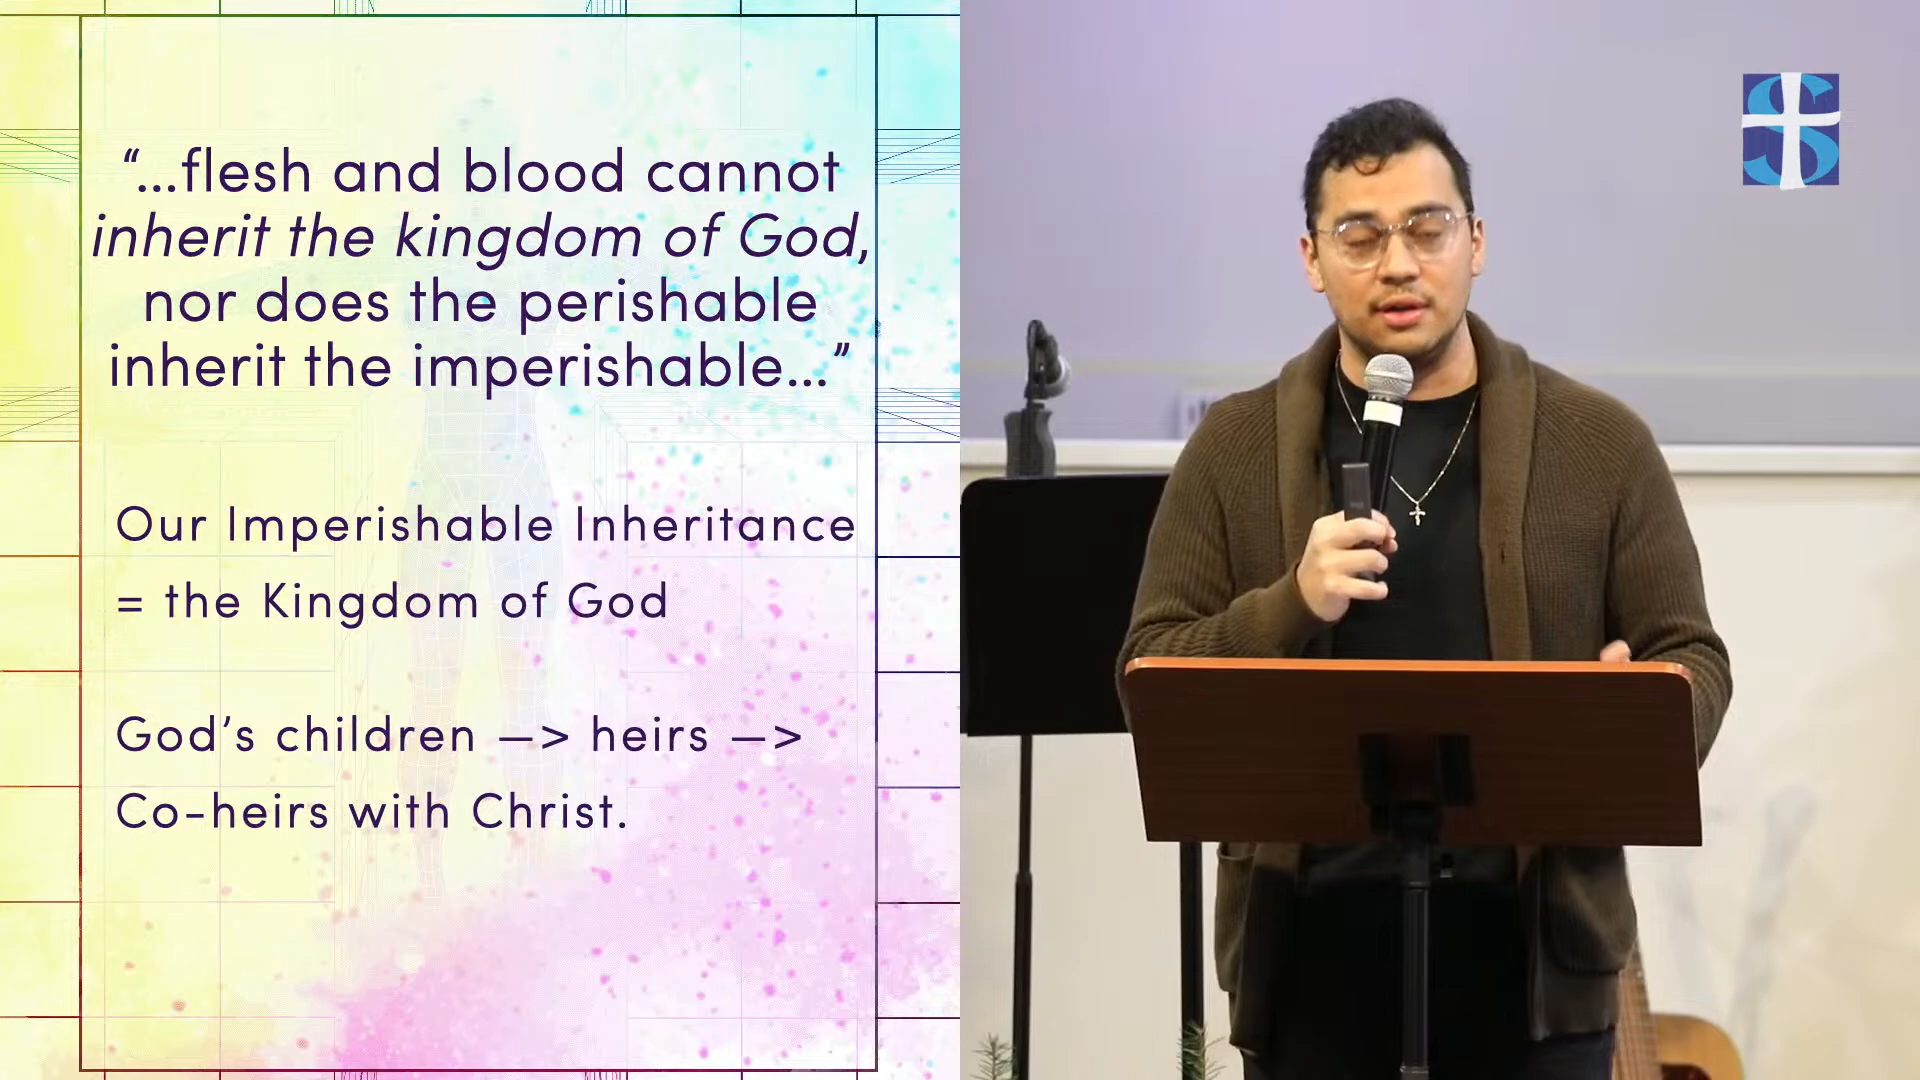 “...flesh and blood cannot
inherit the kingdom of God,
nor does the perishable
inherit the imperishable...”
Our Imperishable Inheritance
= the Kingdom of God
God’s children —> heirs —>
Co-heirs with Christ.
S